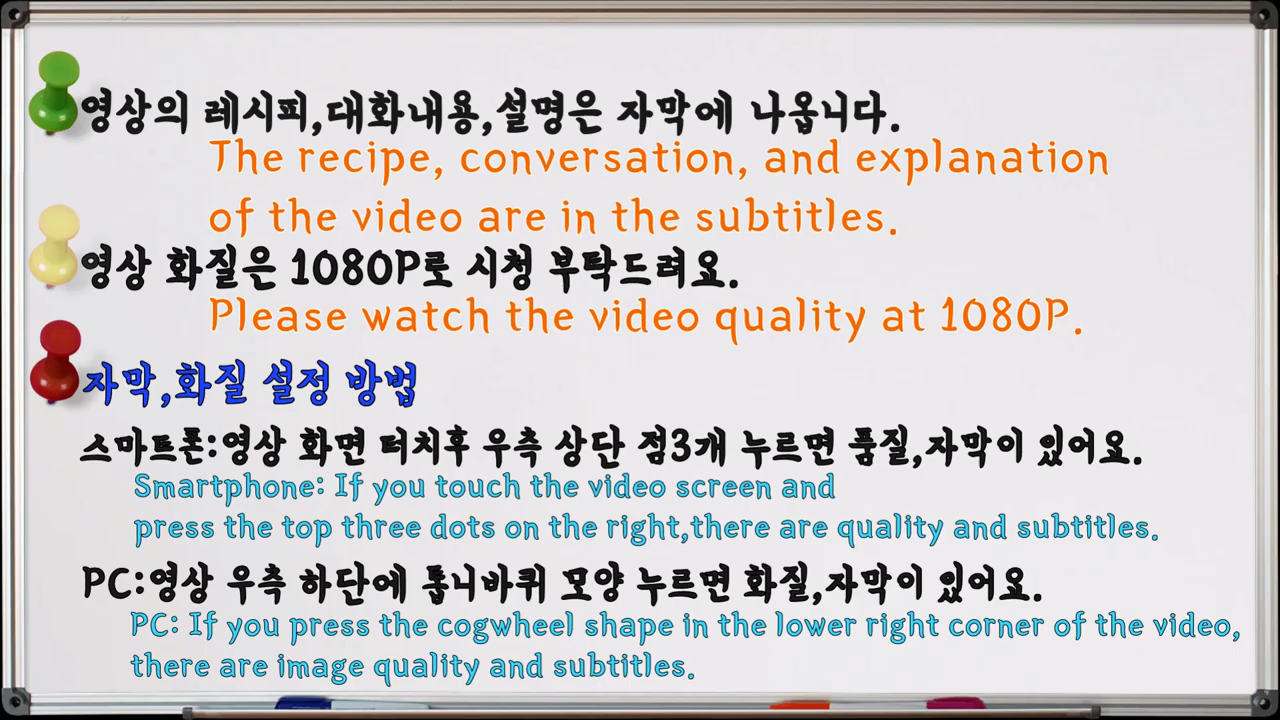 영상의 레시피,대화내용,설명은 자막에 나옵니다.
The recipe, conversation, and explanation
of the video are in the subtitles.
영상 화질은 1080P로 시청 부탁드려요.
Please watch the video quality at 1080P.
자막,화질 설정 방법
스마트폰:영상 화면 터치후 우측 상단 점3개 누르면 품질,자막이 있어요.
Smartphone: If you touch the video screen and
press the top three dots on the right,there are quality and subtitles.
PC:영상 우측 하단에 톱니바퀴 모양 누르면 화질,자막이 있어요.
PC: If you press the cogwheel shape in the lower right corner of the video,
there are image quality and subtitles.